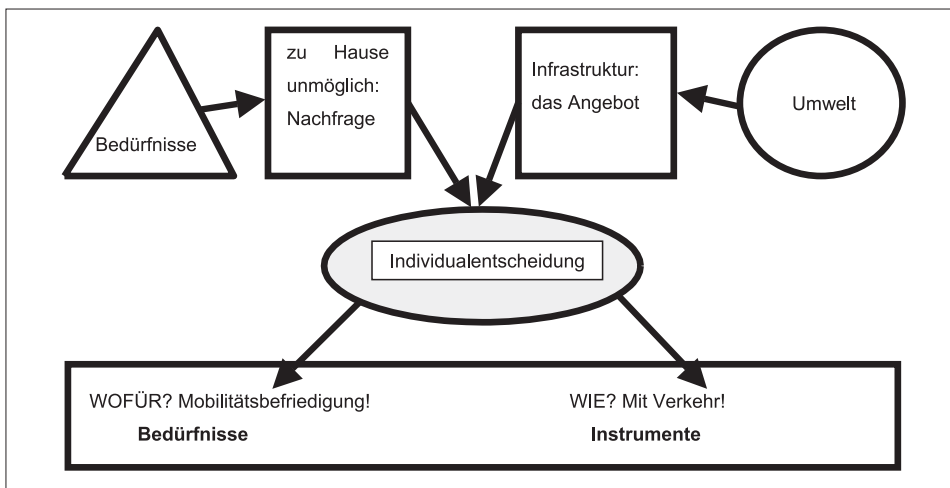 Bedürfnisse
zu Hause
unmöglich:
Nachfrage
Infrastruktur:
das Angebot
Umwelt
Individualentscheidung
WOFÜR? Mobilitätsbefriedigung!
Bedürfnisse
WIE? Mit Verkehr!
Instrumente